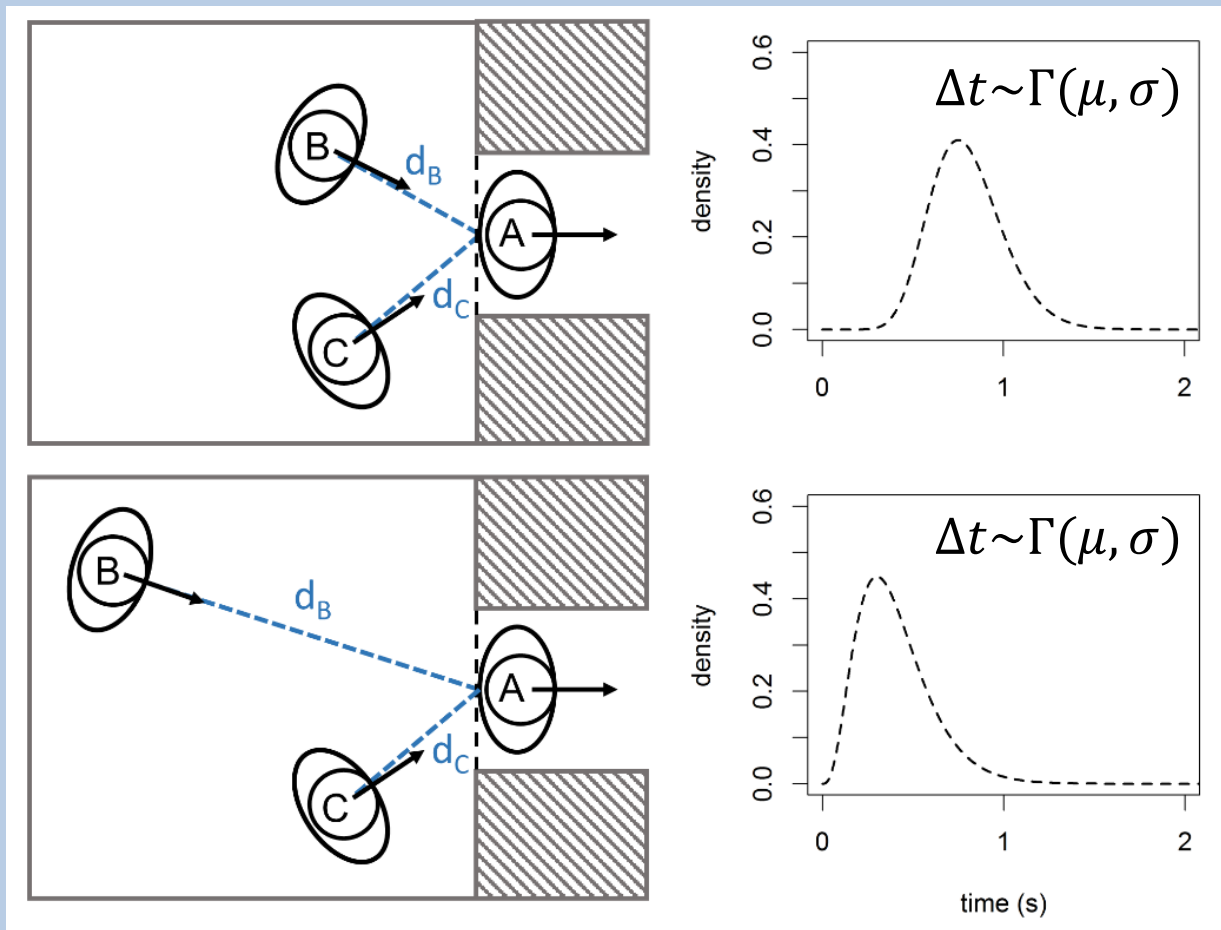 B
d_B
A
d_C
C
Δt~Γ(μ, σ)
density
0.6
0.4
0.2
0.0
0
1
2
B
d_B
A
d_C
C
Δt~Γ(μ, σ)
density
0.6
0.4
0.2
0.0
0
1
2
time (s)